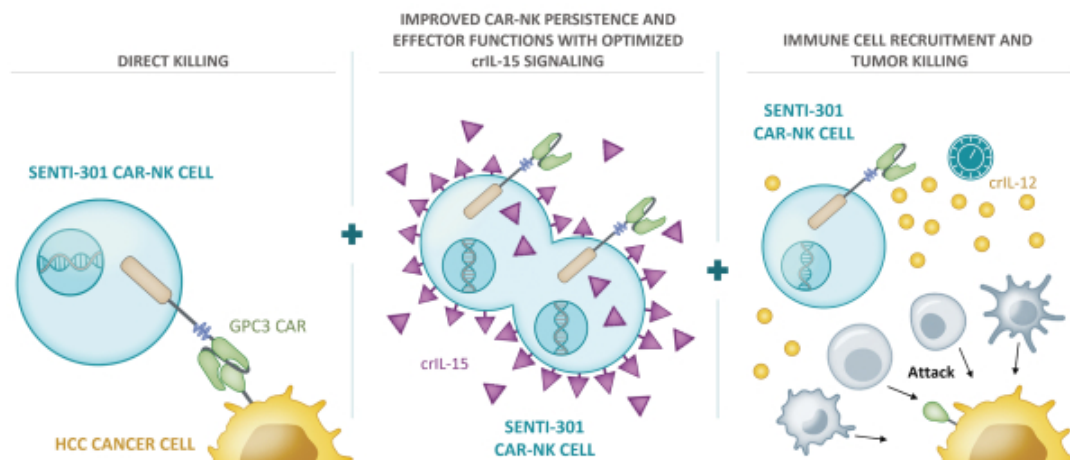 DIRECT KILLING
SENTI-301 CAR-NK CELL
GPC3 CAR
HCC CANCER CELL
IMPROVED CAR-NK PERSISTENCE AND
EFFECTOR FUNCTIONS WITH OPTIMIZED
crIL-15 SIGNALING
crIL-15
SENTI-301
CAR-NK CELL
IMMUNE CELL RECRUITMENT AND
TUMOR KILLING
SENTI-301
CAR-NK CELL
crIL-12
Attack